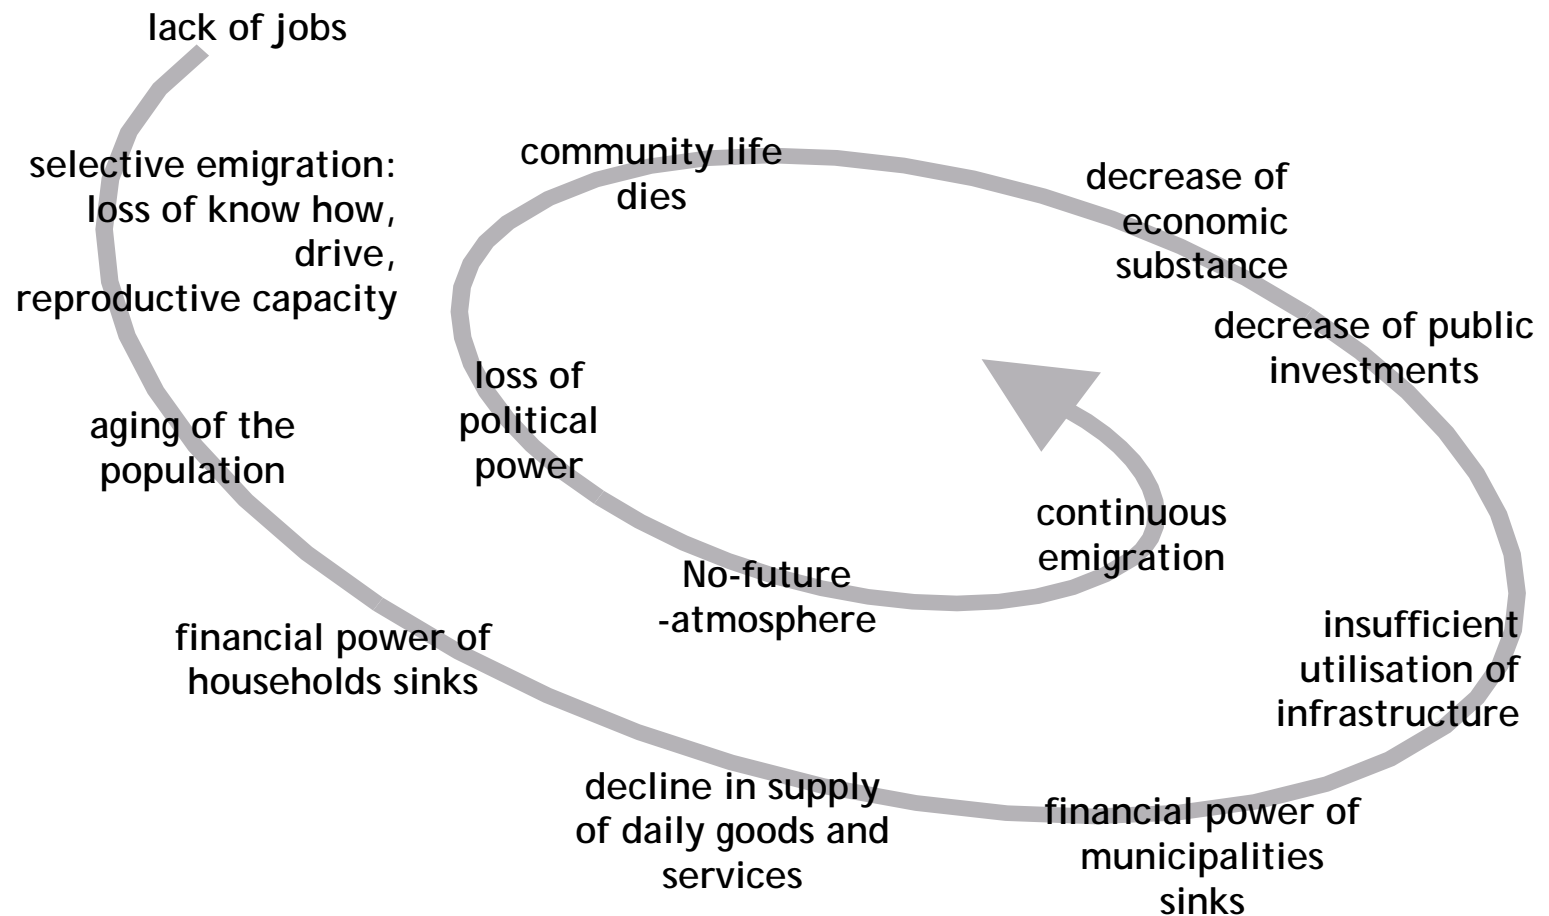 lack of jobs
selective emigration:
loss of know how,
drive,
reproductive capacity
aging of the
population
financial power of
households sinks
decline in supply
of daily goods and
services
financial power of
municipalities
sinks
insufficient
utilisation of
infrastructure
decrease of public
investments
decrease of
economic
substance
community life
dies
loss of
political
power
No-future
-atmosphere
continuous
emigration